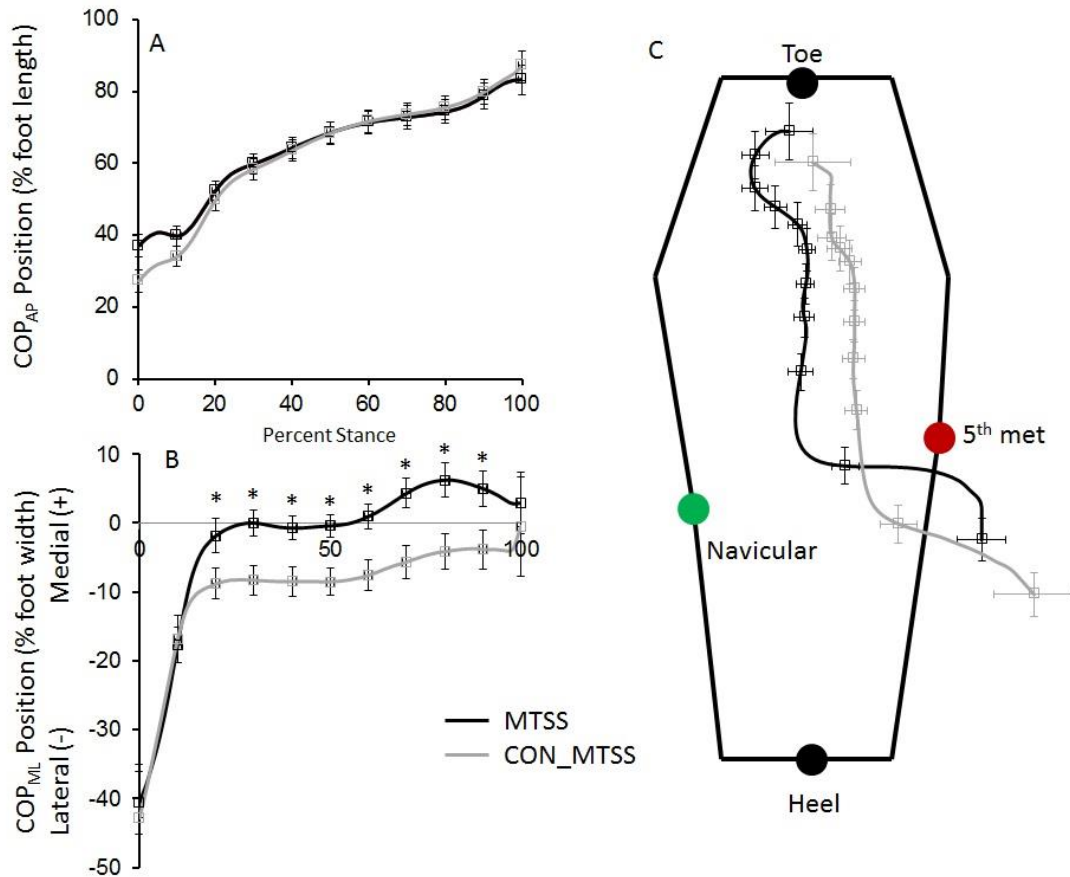 A
COP_AP Position (% foot length)
100
80
60
40
20
0
0 20 40 60 80 100
Percent Stance
B
COP_ML Position (% foot width)
Lateral (-) Medial (+)
10
0
-10
-20
-30
-40
-50
* * * * * * * *
0 50 100
MTSS
CON_MTSS
C
Toe
5th met
Navicular
Heel